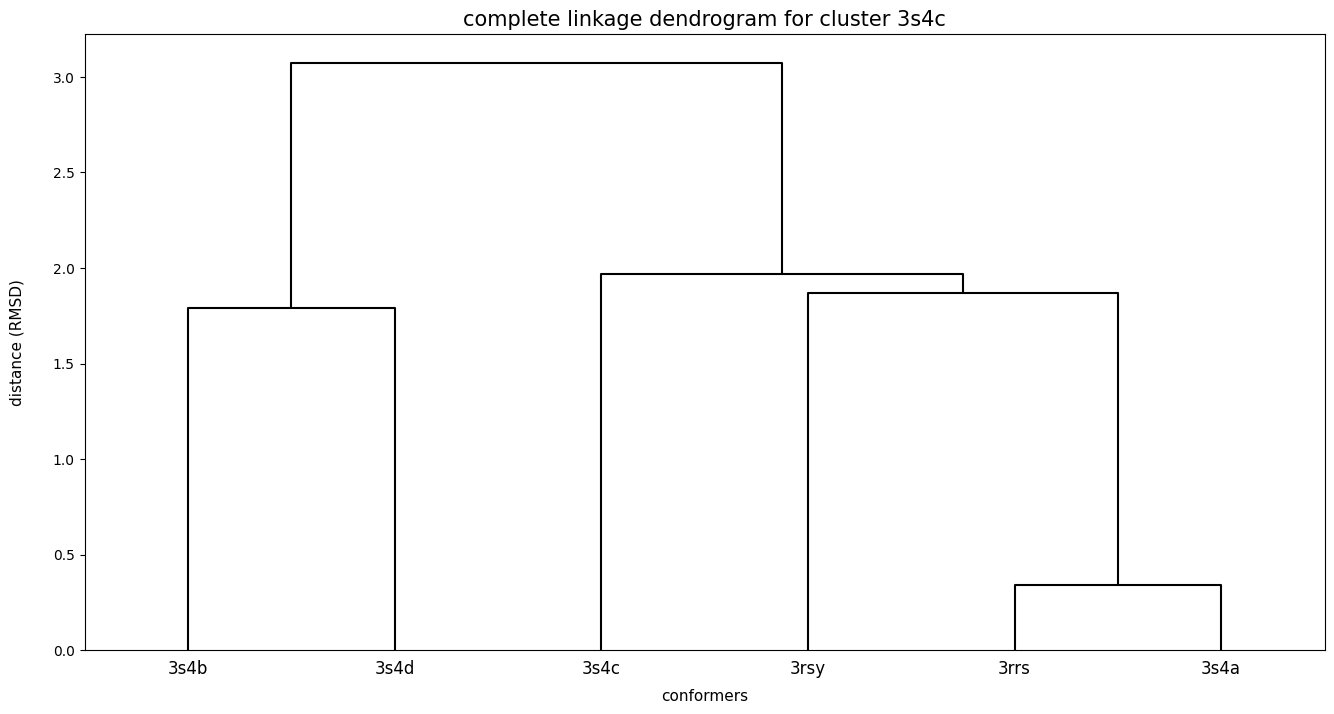 complete linkage dendrogram for cluster 3s4c
3.0
2.5
2.0
1.5
1.0
0.5
0.0
distance (RMSD)
3s4b 3s4d 3s4c 3rsy 3rrs 3s4a
conformers